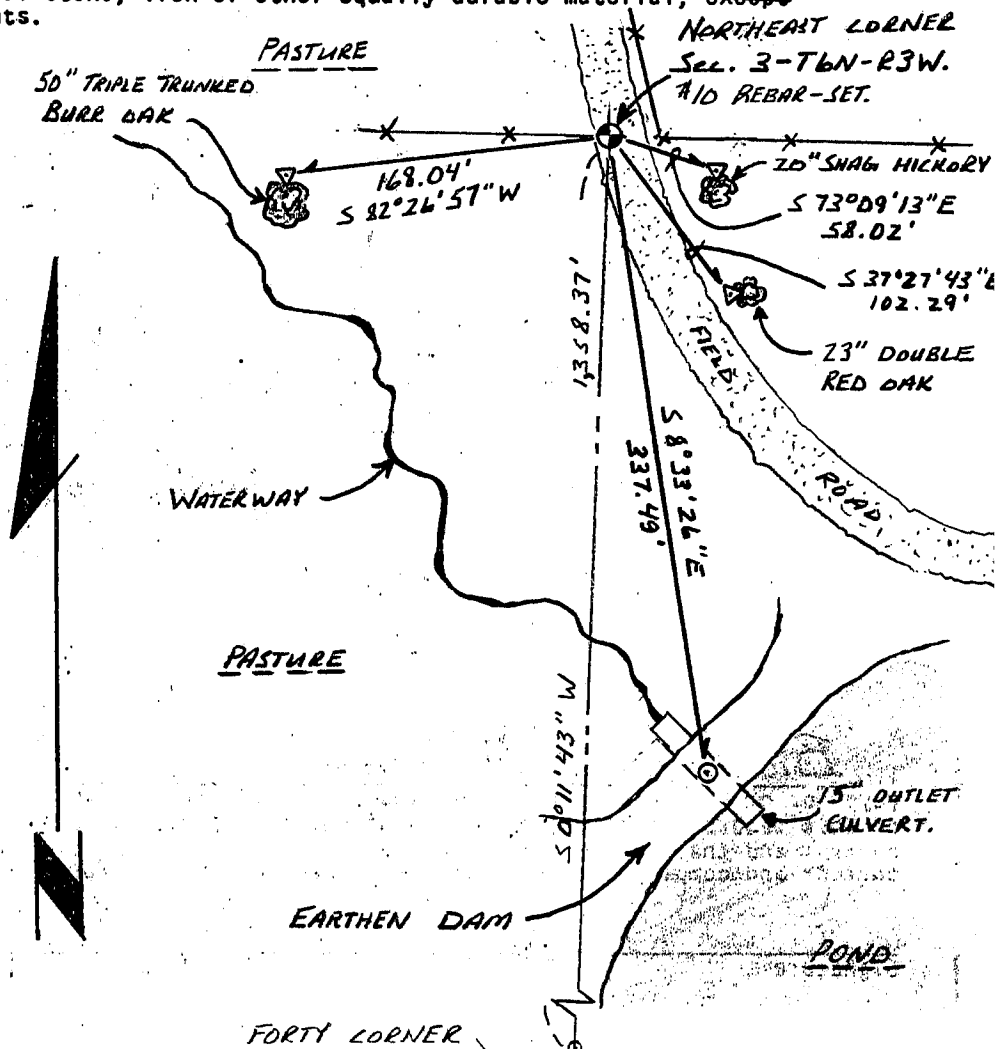 uts.
PASTURE
NORTHEAST CORNER
Sec. 3-T6N-R3W.
#10 REBAR-SET.
50" TRIPLE TRUNKED
BURR OAK
168.04'
S 82°26'57"W
20" SHAG HICKORY
S 73°09'13"E
58.02'
S 37°27'43"E
102.29'
23" DOUBLE
RED OAK
1,358.37'
FIELD
ROAD
S 8°33'26"E
337.49'
WATERWAY
PASTURE
S 0°11'43" W
15" OUTLET
CULVERT.
EARTHEN DAM
N
POND
FORTY CORNER